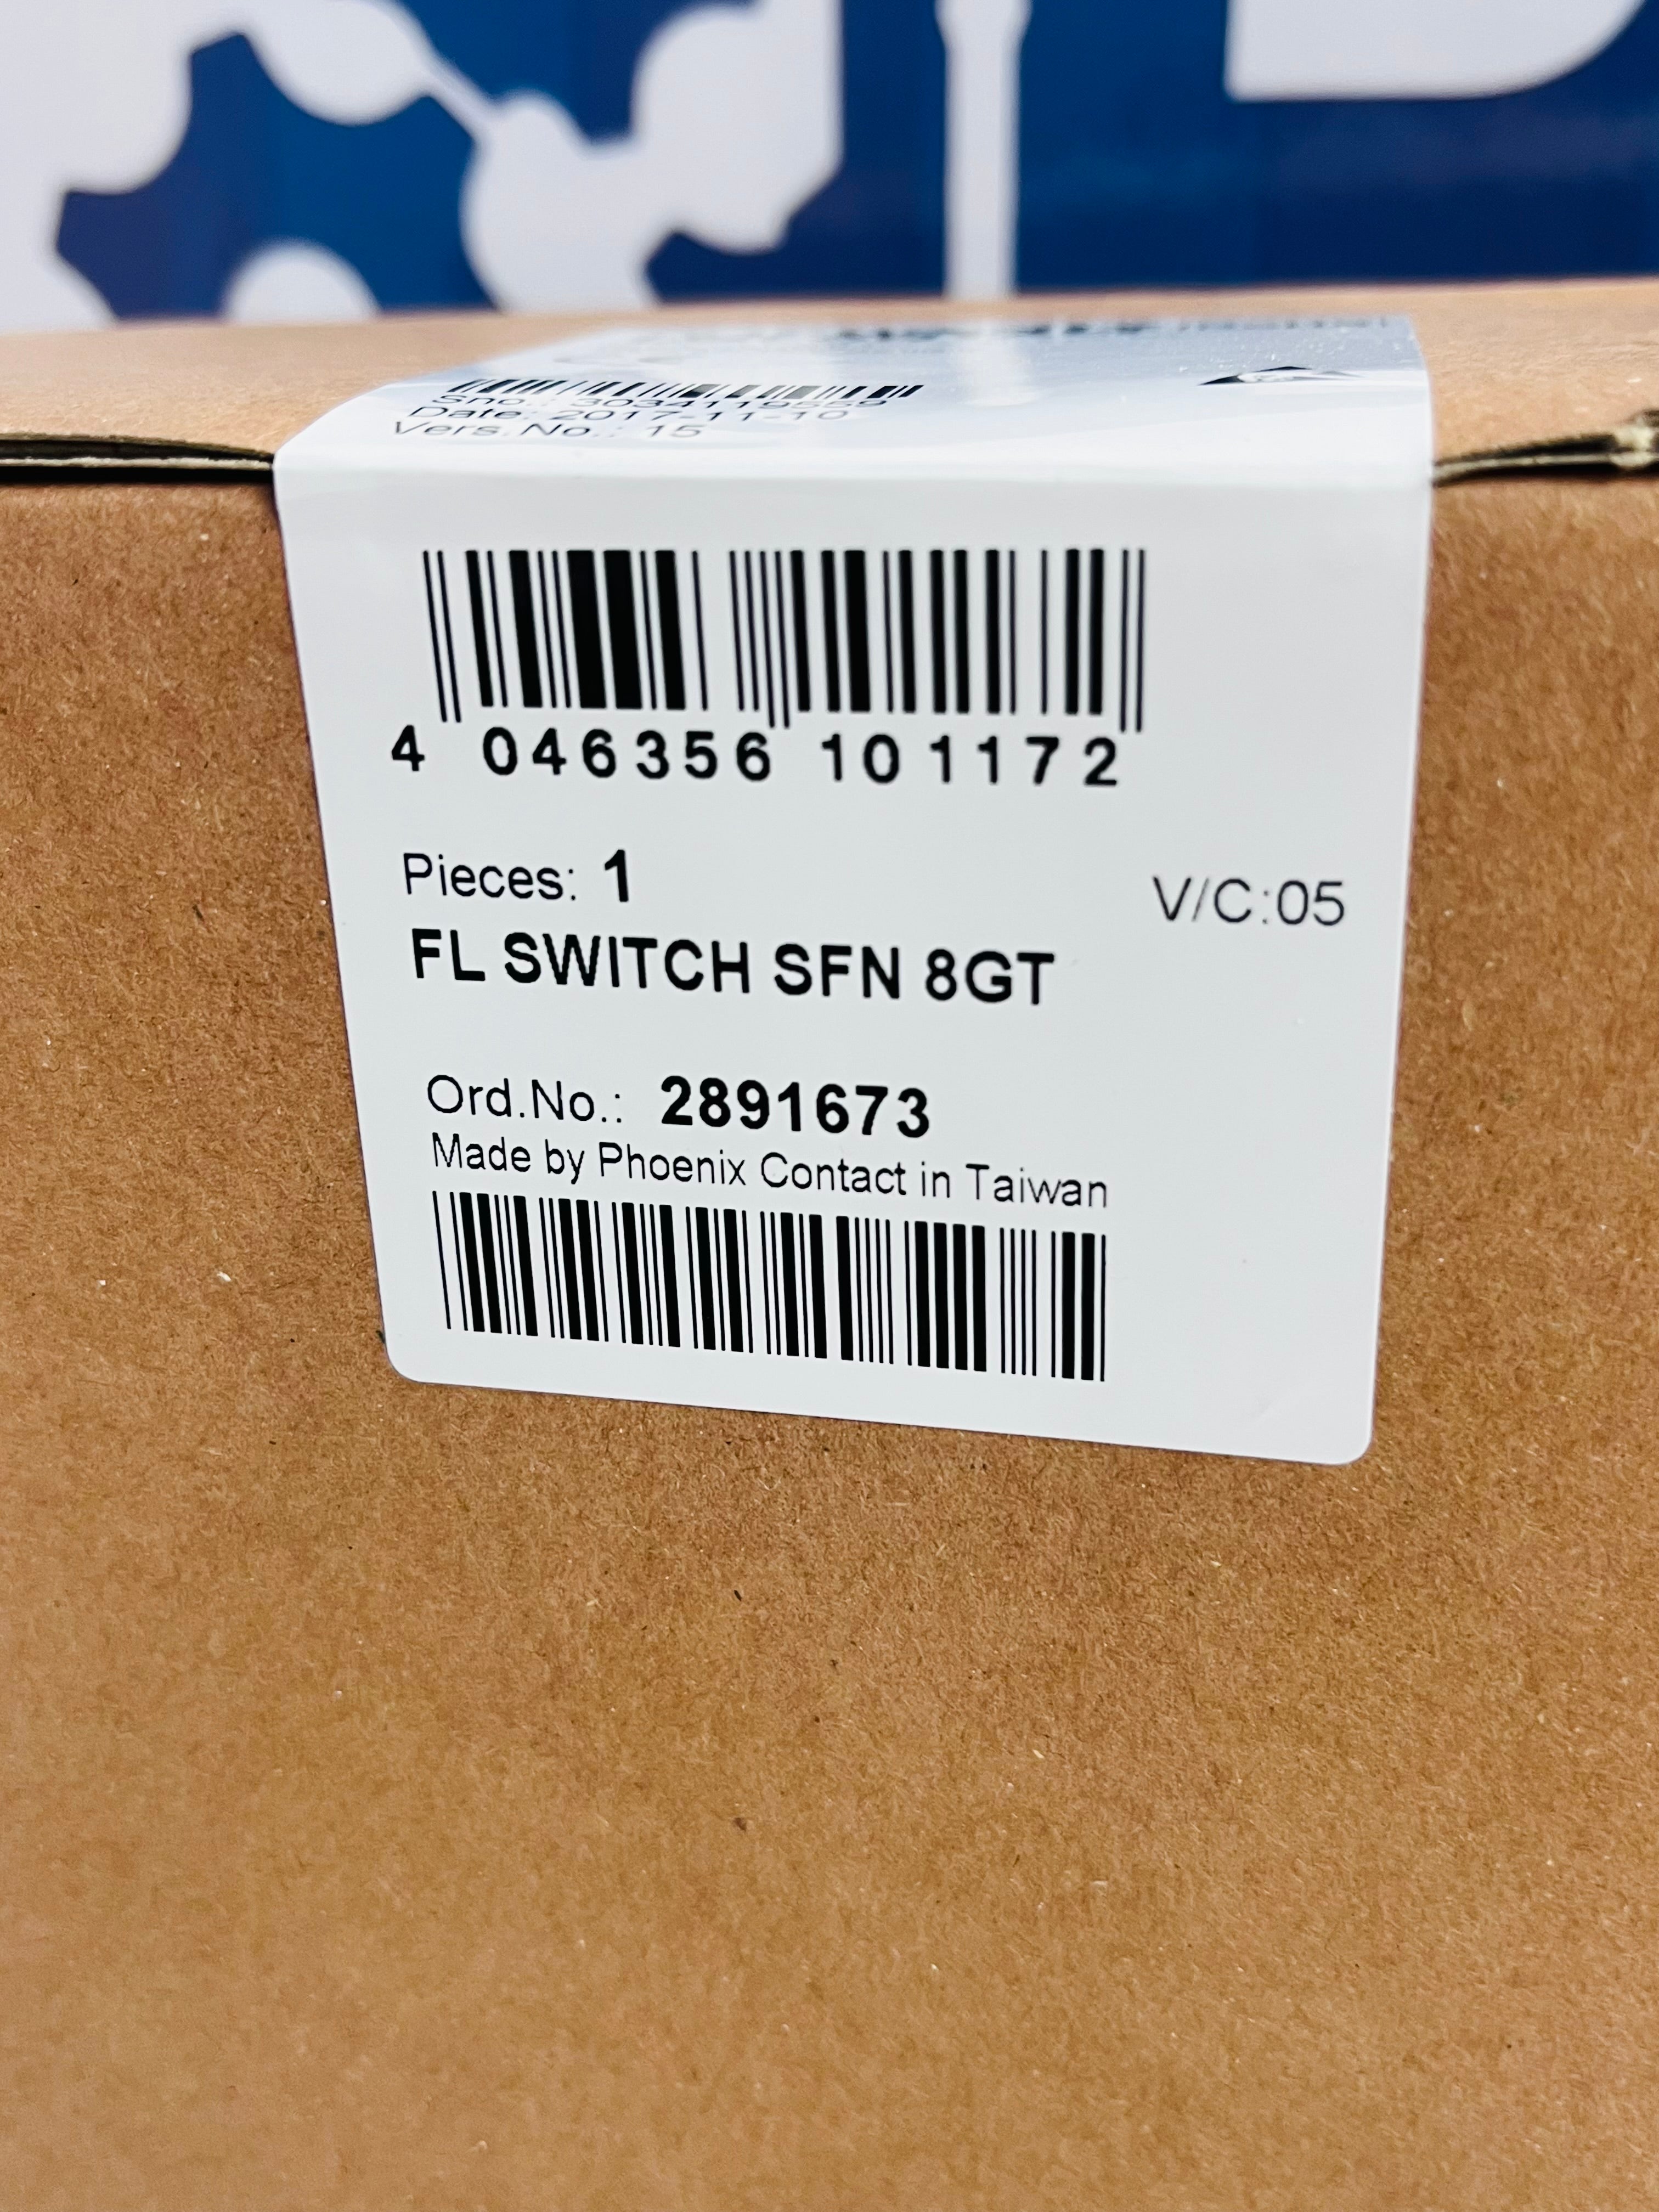 Date: 2017-11-10
Vers.No.: 15
4 046356 101172
Pieces: 1
V/C:05
FL SWITCH SFN 8GT
Ord.No.: 2891673
Made by Phoenix Contact in Taiwan